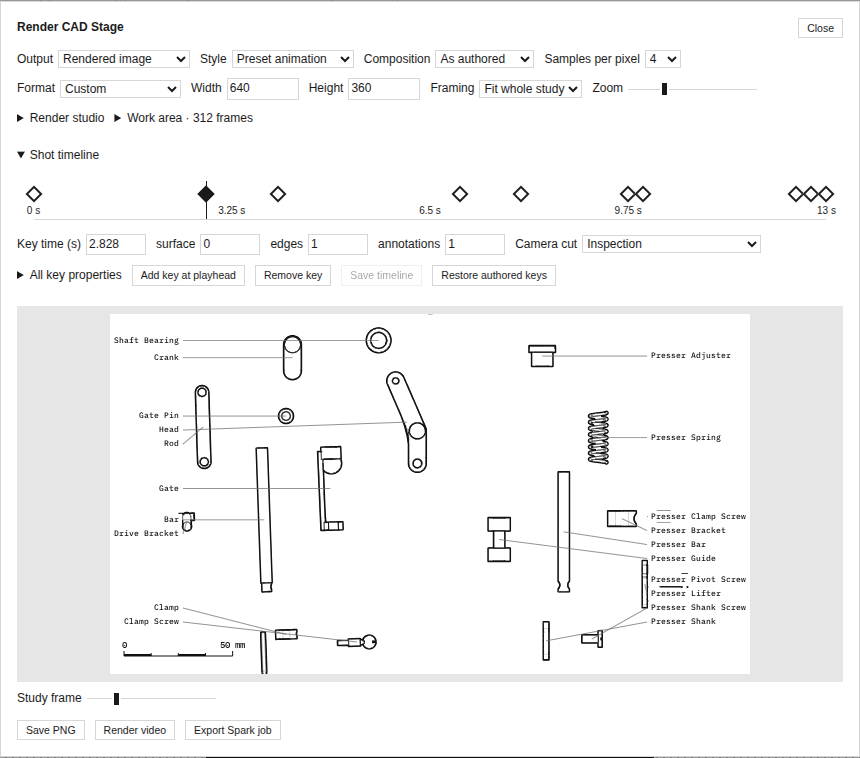 Render CAD Stage
Close
Output Rendered image Style Preset animation Composition As authored Samples per pixel 4
Format Custom Width 640 Height 360 Framing Fit whole study Zoom
Render studio Work area · 312 frames
Shot timeline
0 s 3.25 s 6.5 s 9.75 s 13 s
Key time (s) 2.828 surface 0 edges 1 annotations 1 Camera cut Inspection
All key properties Add key at playhead Remove key Save timeline Restore authored keys
Shaft Bearing
Crank
Presser Adjuster
Gate Pin
Head
Rod
Presser Spring
Gate
Bar
Drive Bracket
Presser Clamp Screw
Presser Bracket
Presser Bar
Presser Guide
Presser Pivot Screw
Presser Lifter
Presser Shank Screw
Presser Shank
Clamp
Clamp Screw
0 50 mm
Study frame
Save PNG Render video Export Spark job